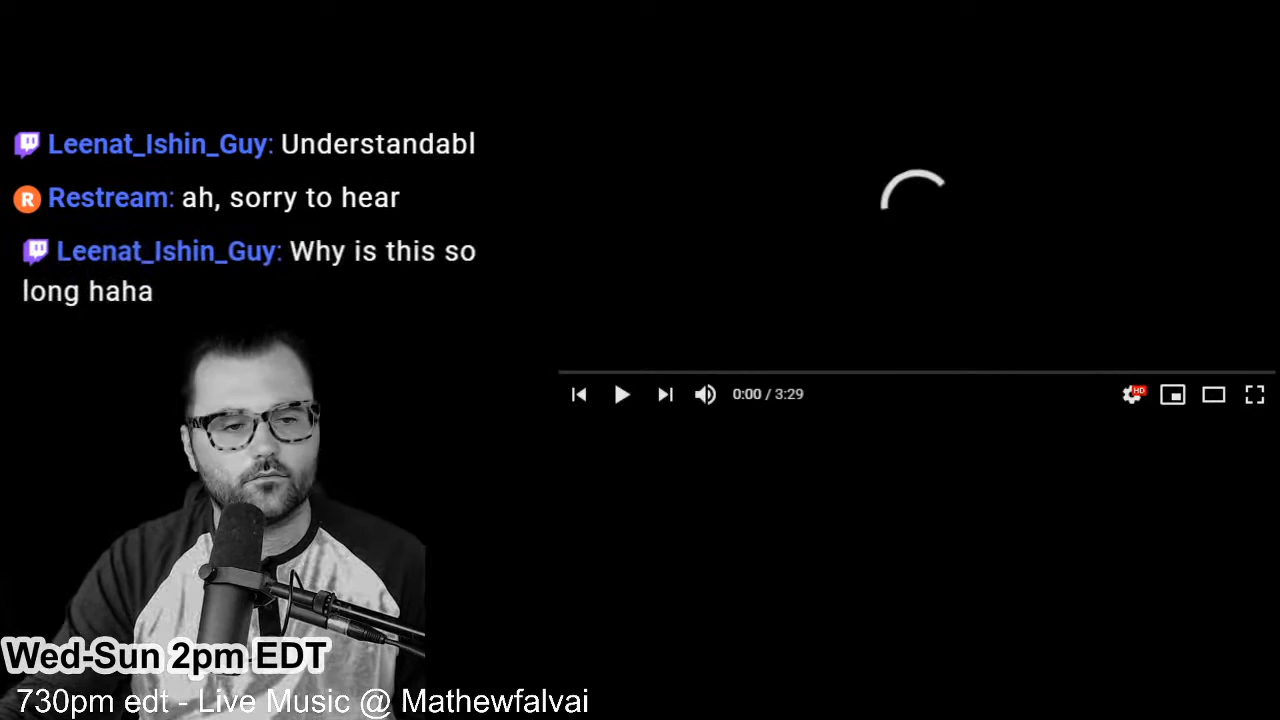 Leenat_Ishin_Guy: Understandabl
Restream: ah, sorry to hear
Leenat_Ishin_Guy: Why is this so
long haha
0:00 / 3:29
HD
Wed-Sun 2pm EDT
730pm edt - Live Music @ Mathewfalvai